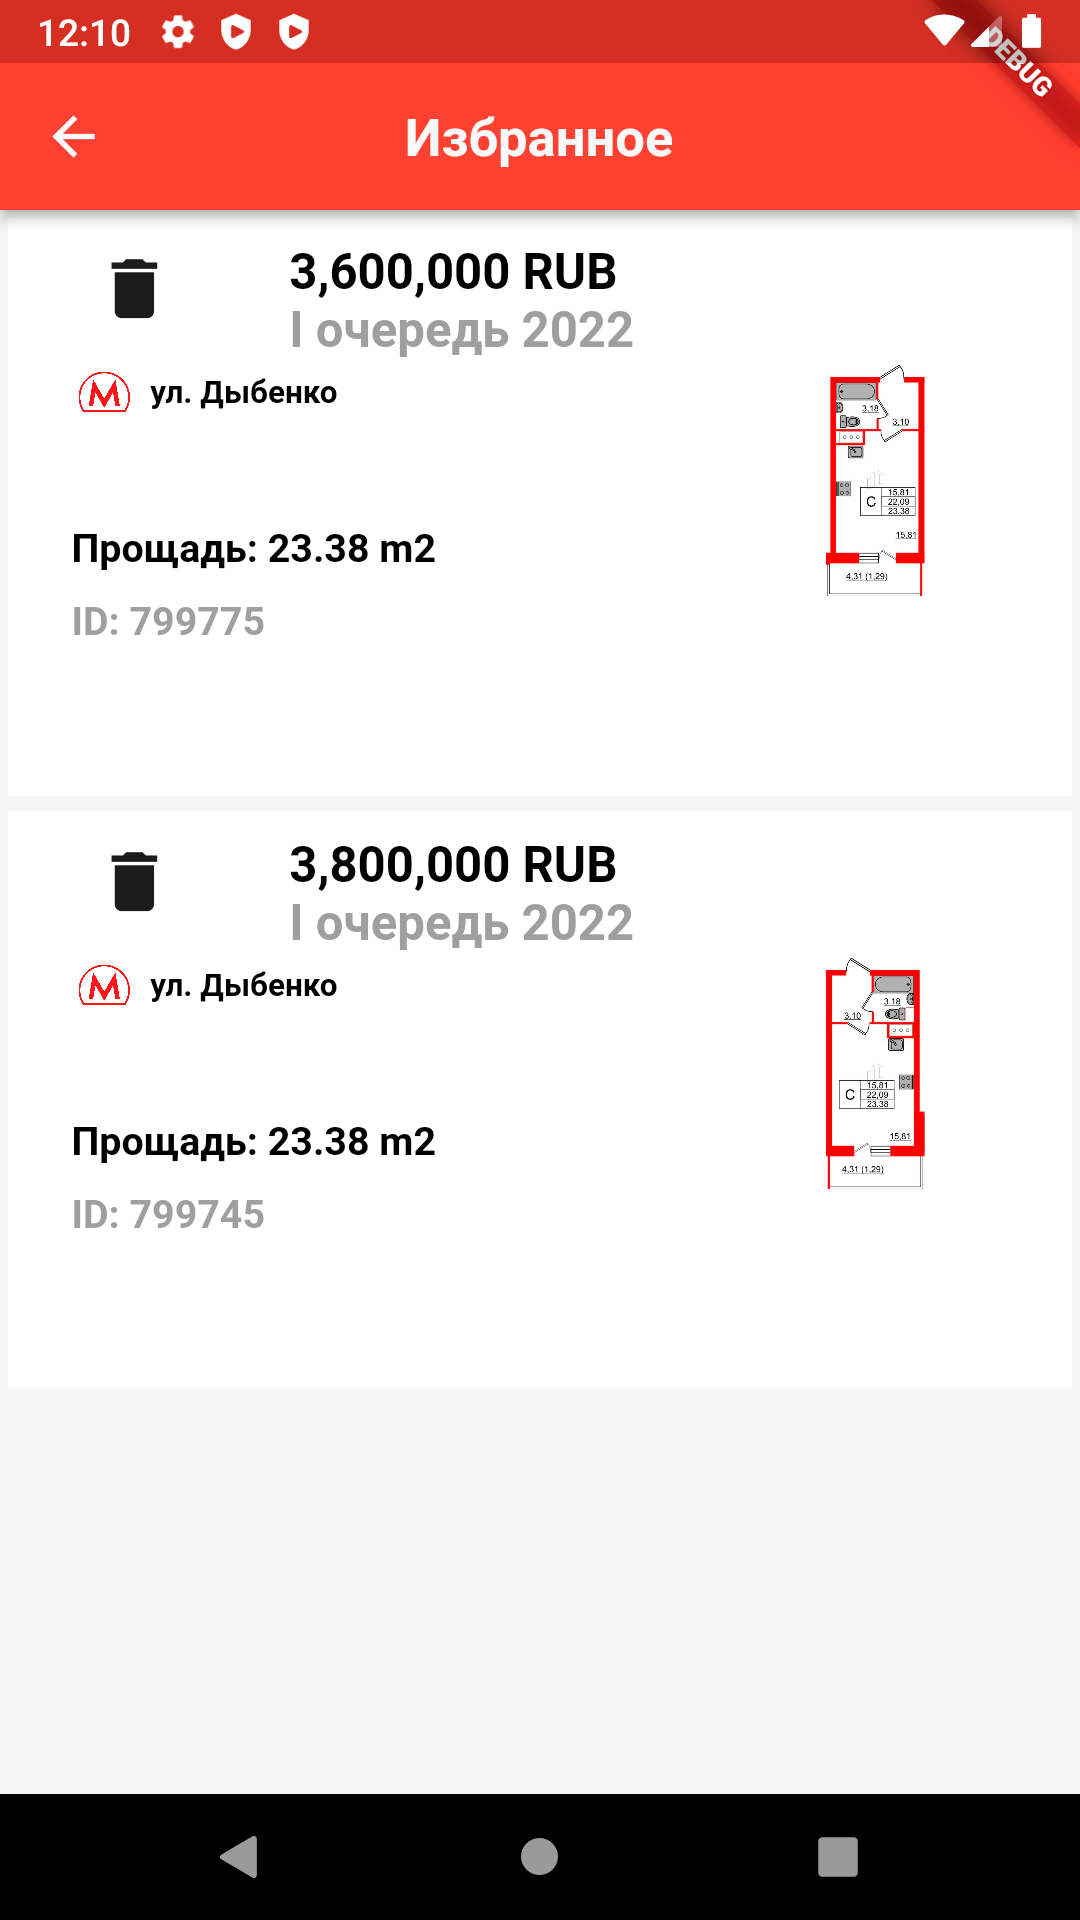 12:10
DEBUG
Избранное
3,600,000 RUB
I очередь 2022
М ул. Дыбенко
3.18
3.10
15.81
С 22,09
23.38
15.81
4.31 (1.29)
Прощадь: 23.38 m2
ID: 799775
3,800,000 RUB
I очередь 2022
М ул. Дыбенко
3.18
3.10
15.81
С 22,09
23,38
15,81
4.31 (1.29)
Прощадь: 23.38 m2
ID: 799745